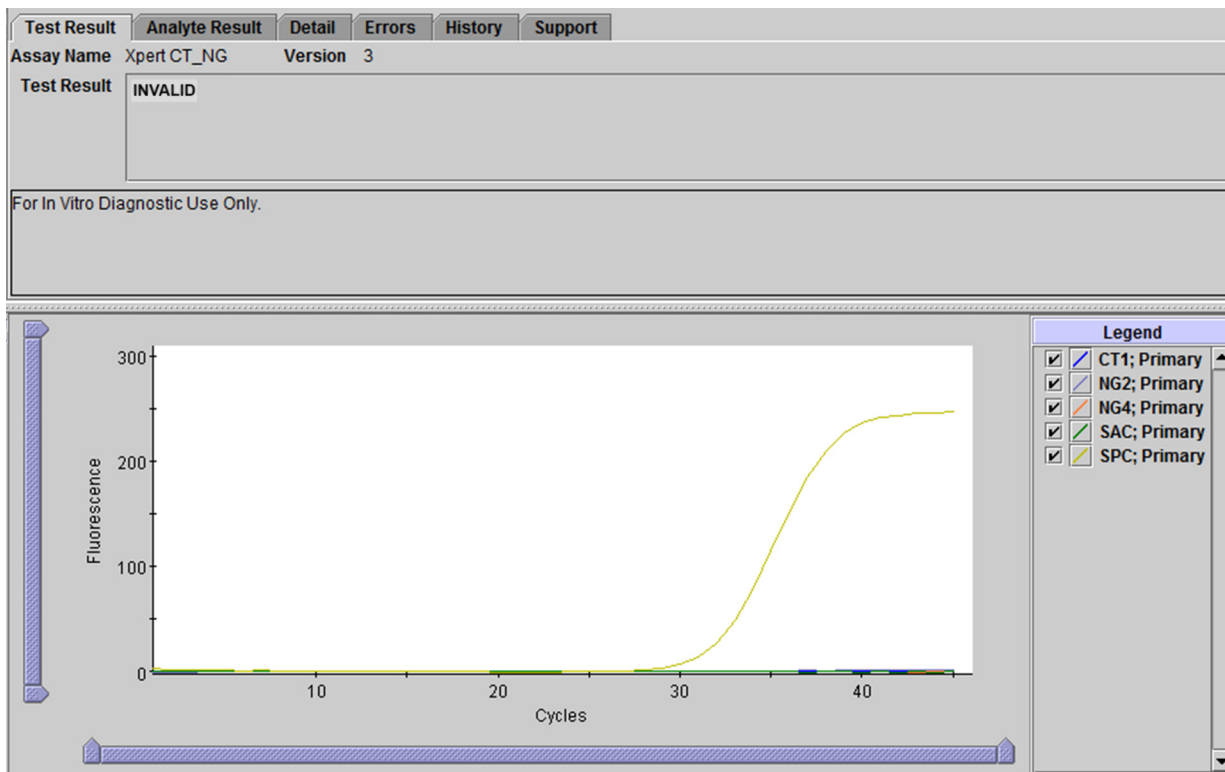 Test Result Analyte Result Detail Errors History Support
Assay Name Xpert CT_NG Version 3
Test Result INVALID
For In Vitro Diagnostic Use Only.
Legend
CT1; Primary
NG2; Primary
NG4; Primary
SAC; Primary
SPC; Primary
300
200
100
0
Fluorescence
10 20 30 40
Cycles